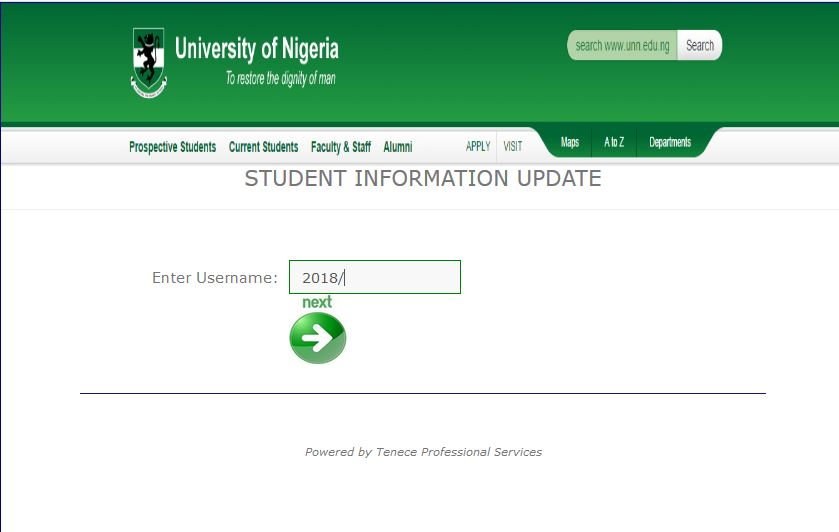 University of Nigeria
To restore the dignity of man
search www.unn.edu.ng Search
Prospective Students Current Students Faculty & Staff Alumni APPLY VISIT Maps A to Z Departments
STUDENT INFORMATION UPDATE
Enter Username: 2018/
next
Powered by Tenece Professional Services